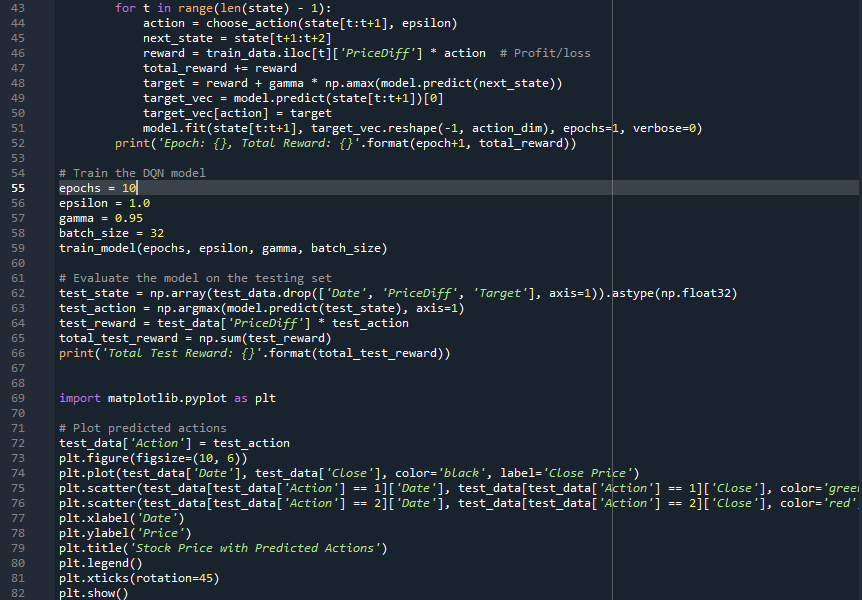 43 for t in range(len(state) - 1):
44 action = choose_action(state[t:t+1], epsilon)
45 next_state = state[t+1:t+2]
46 reward = train_data.iloc[t]['PriceDiff'] * action  # Profit/loss
47 total_reward += reward
48 target = reward + gamma * np.amax(model.predict(next_state))
49 target_vec = model.predict(state[t:t+1])[0]
50 target_vec[action] = target
51 model.fit(state[t:t+1], target_vec.reshape(-1, action_dim), epochs=1, verbose=0)
52 print('Epoch: {}, Total Reward: {}'.format(epoch+1, total_reward))
53
54 # Train the DQN model
55 epochs = 10
56 epsilon = 1.0
57 gamma = 0.95
58 batch_size = 32
59 train_model(epochs, epsilon, gamma, batch_size)
60
61 # Evaluate the model on the testing set
62 test_state = np.array(test_data.drop(['Date', 'PriceDiff', 'Target'], axis=1)).astype(np.float32)
63 test_action = np.argmax(model.predict(test_state), axis=1)
64 test_reward = test_data['PriceDiff'] * test_action
65 total_test_reward = np.sum(test_reward)
66 print('Total Test Reward: {}'.format(total_test_reward))
67
68
69 import matplotlib.pyplot as plt
70
71 # Plot predicted actions
72 test_data['Action'] = test_action
73 plt.figure(figsize=(10, 6))
74 plt.plot(test_data['Date'], test_data['Close'], color='black', label='Close Price')
75 plt.scatter(test_data[test_data['Action'] == 1]['Date'], test_data[test_data['Action'] == 1]['Close'], color='gree
76 plt.scatter(test_data[test_data['Action'] == 2]['Date'], test_data[test_data['Action'] == 2]['Close'], color='red'
77 plt.xlabel('Date')
78 plt.ylabel('Price')
79 plt.title('Stock Price with Predicted Actions')
80 plt.legend()
81 plt.xticks(rotation=45)
82 plt.show()